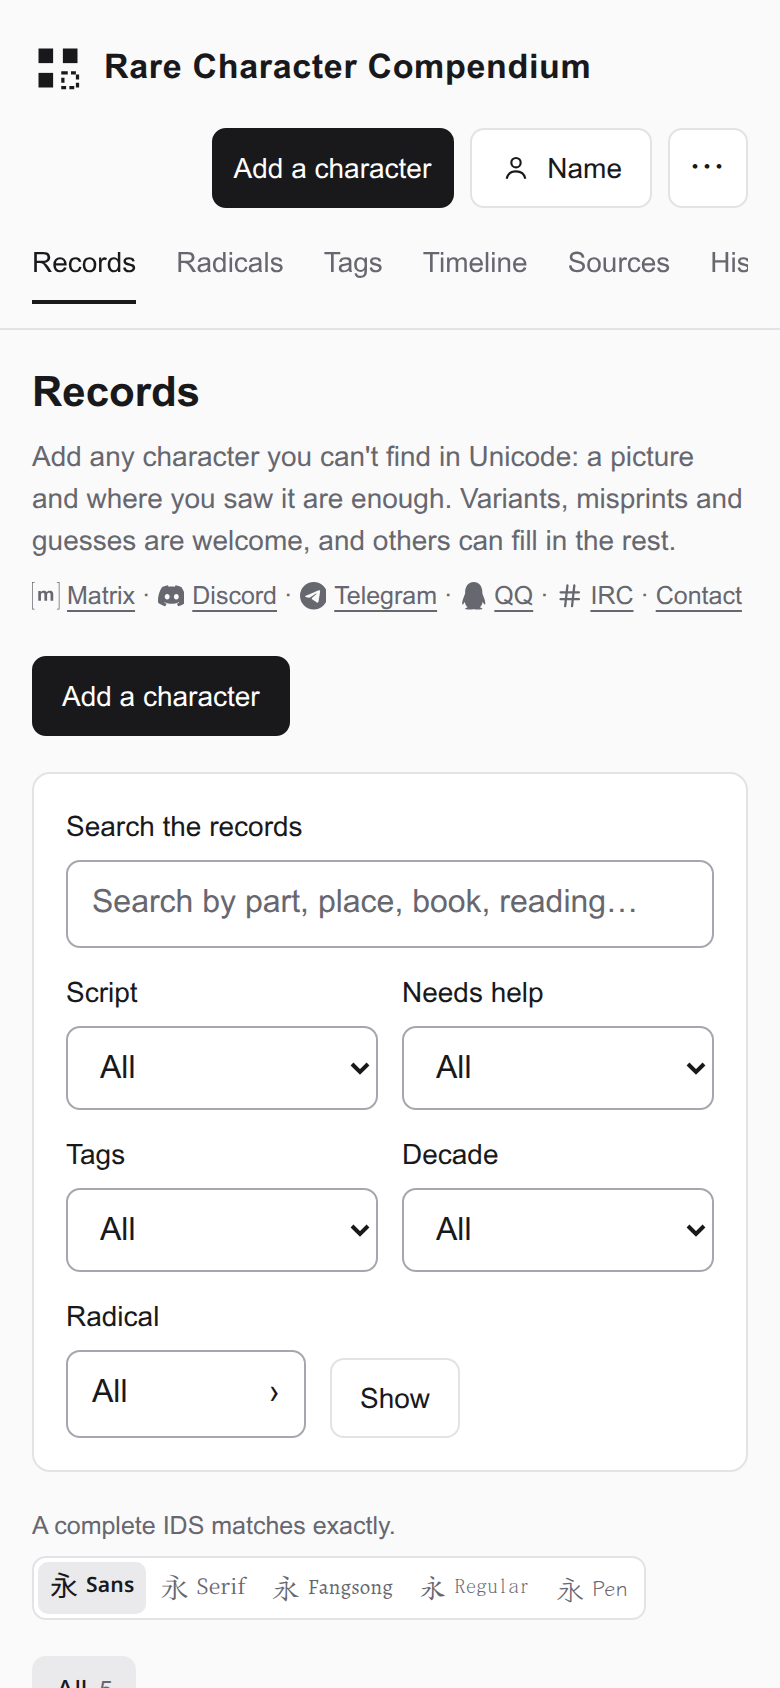 Rare Character Compendium
Add a character
Name
...
Records Radicals Tags Timeline Sources His
Records
Add any character you can't find in Unicode: a picture
and where you saw it are enough. Variants, misprints and
guesses are welcome, and others can fill in the rest.
[m] Matrix · Discord · Telegram · QQ · # IRC · Contact
Add a character
Search the records
Search by part, place, book, reading…
Script Needs help
All All
Tags Decade
All All
Radical
All › Show
A complete IDS matches exactly.
永 Sans 永 Serif 永 Fangsong 永 Regular 永 Pen
All 5